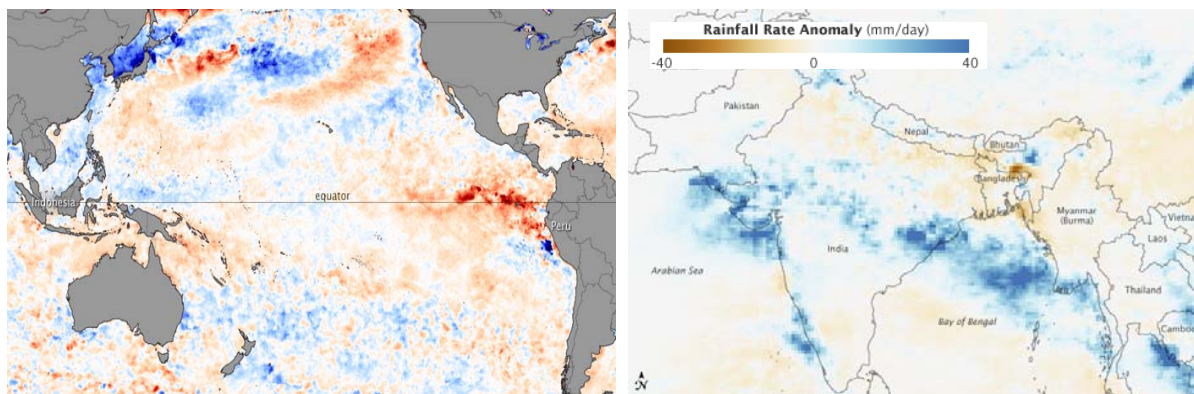 equator
Indonesia
Peru
Rainfall Rate Anomaly (mm/day)
-40 0 40
Pakistan
Nepal
Bhutan
Bangladesh
Myanmar
(Burma)
India
Vietna
Laos
Arabian Sea
Thailand
Bay of Bengal
Cambod
N